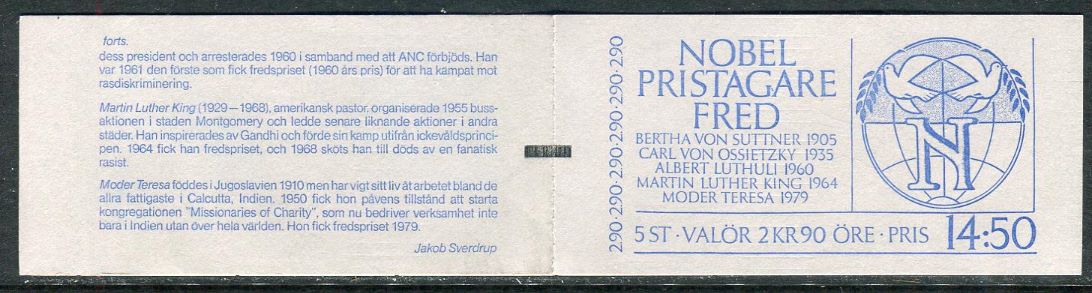 forts.
dess president och arresterades 1960 i samband med att ANC förbjöds. Han
var 1961 den förste som fick fredspriset (1960 års pris) för att ha kampat mot
rasdiskriminering.
Martin Luther King (1929—1968), amerikansk pastor, organiserade 1955 buss-
aktionen i staden Montgomery och ledde senare liknande aktioner i andra
städer. Han inspirerades av Gandhi och förde sin kamp utifrån ickevåldsprinci-
pen. 1964 fick han fredspriset, och 1968 sköts han till döds av en fanatisk
rasist.
Moder Teresa föddes i Jugoslavien 1910 men har vigt sitt liv åt arbetet bland de
allra fattigaste i Calcutta, Indien. 1950 fick hon påvens tillstånd att starta
kongregationen "Missionaries of Charity", som nu bedriver verksamhet inte
bara i Indien utan över hela världen. Hon fick fredspriset 1979.
Jakob Sverdrup
290·290·290·290·290·290
NOBEL
PRISTAGARE
FRED
BERTHA VON SUTTNER 1905
CARL VON OSSIETZKY 1935
ALBERT LUTHULI 1960
MARTIN LUTHER KING 1964
MODER TERESA 1979
N
5 ST · VALÖR 2 KR 90 ÖRE · PRIS 14:50